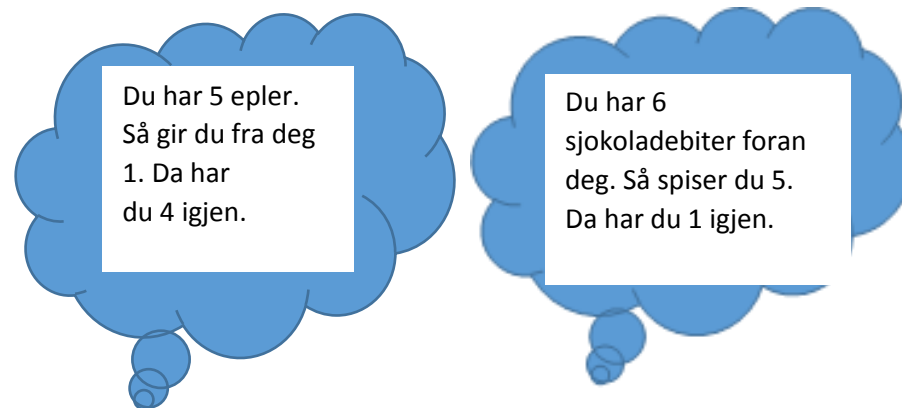 Du har 5 epler.
Så gir du fra deg
1. Da har
du 4 igjen.
Du har 6
sjokoladebiter foran
deg. Så spiser du 5.
Da har du 1 igjen.